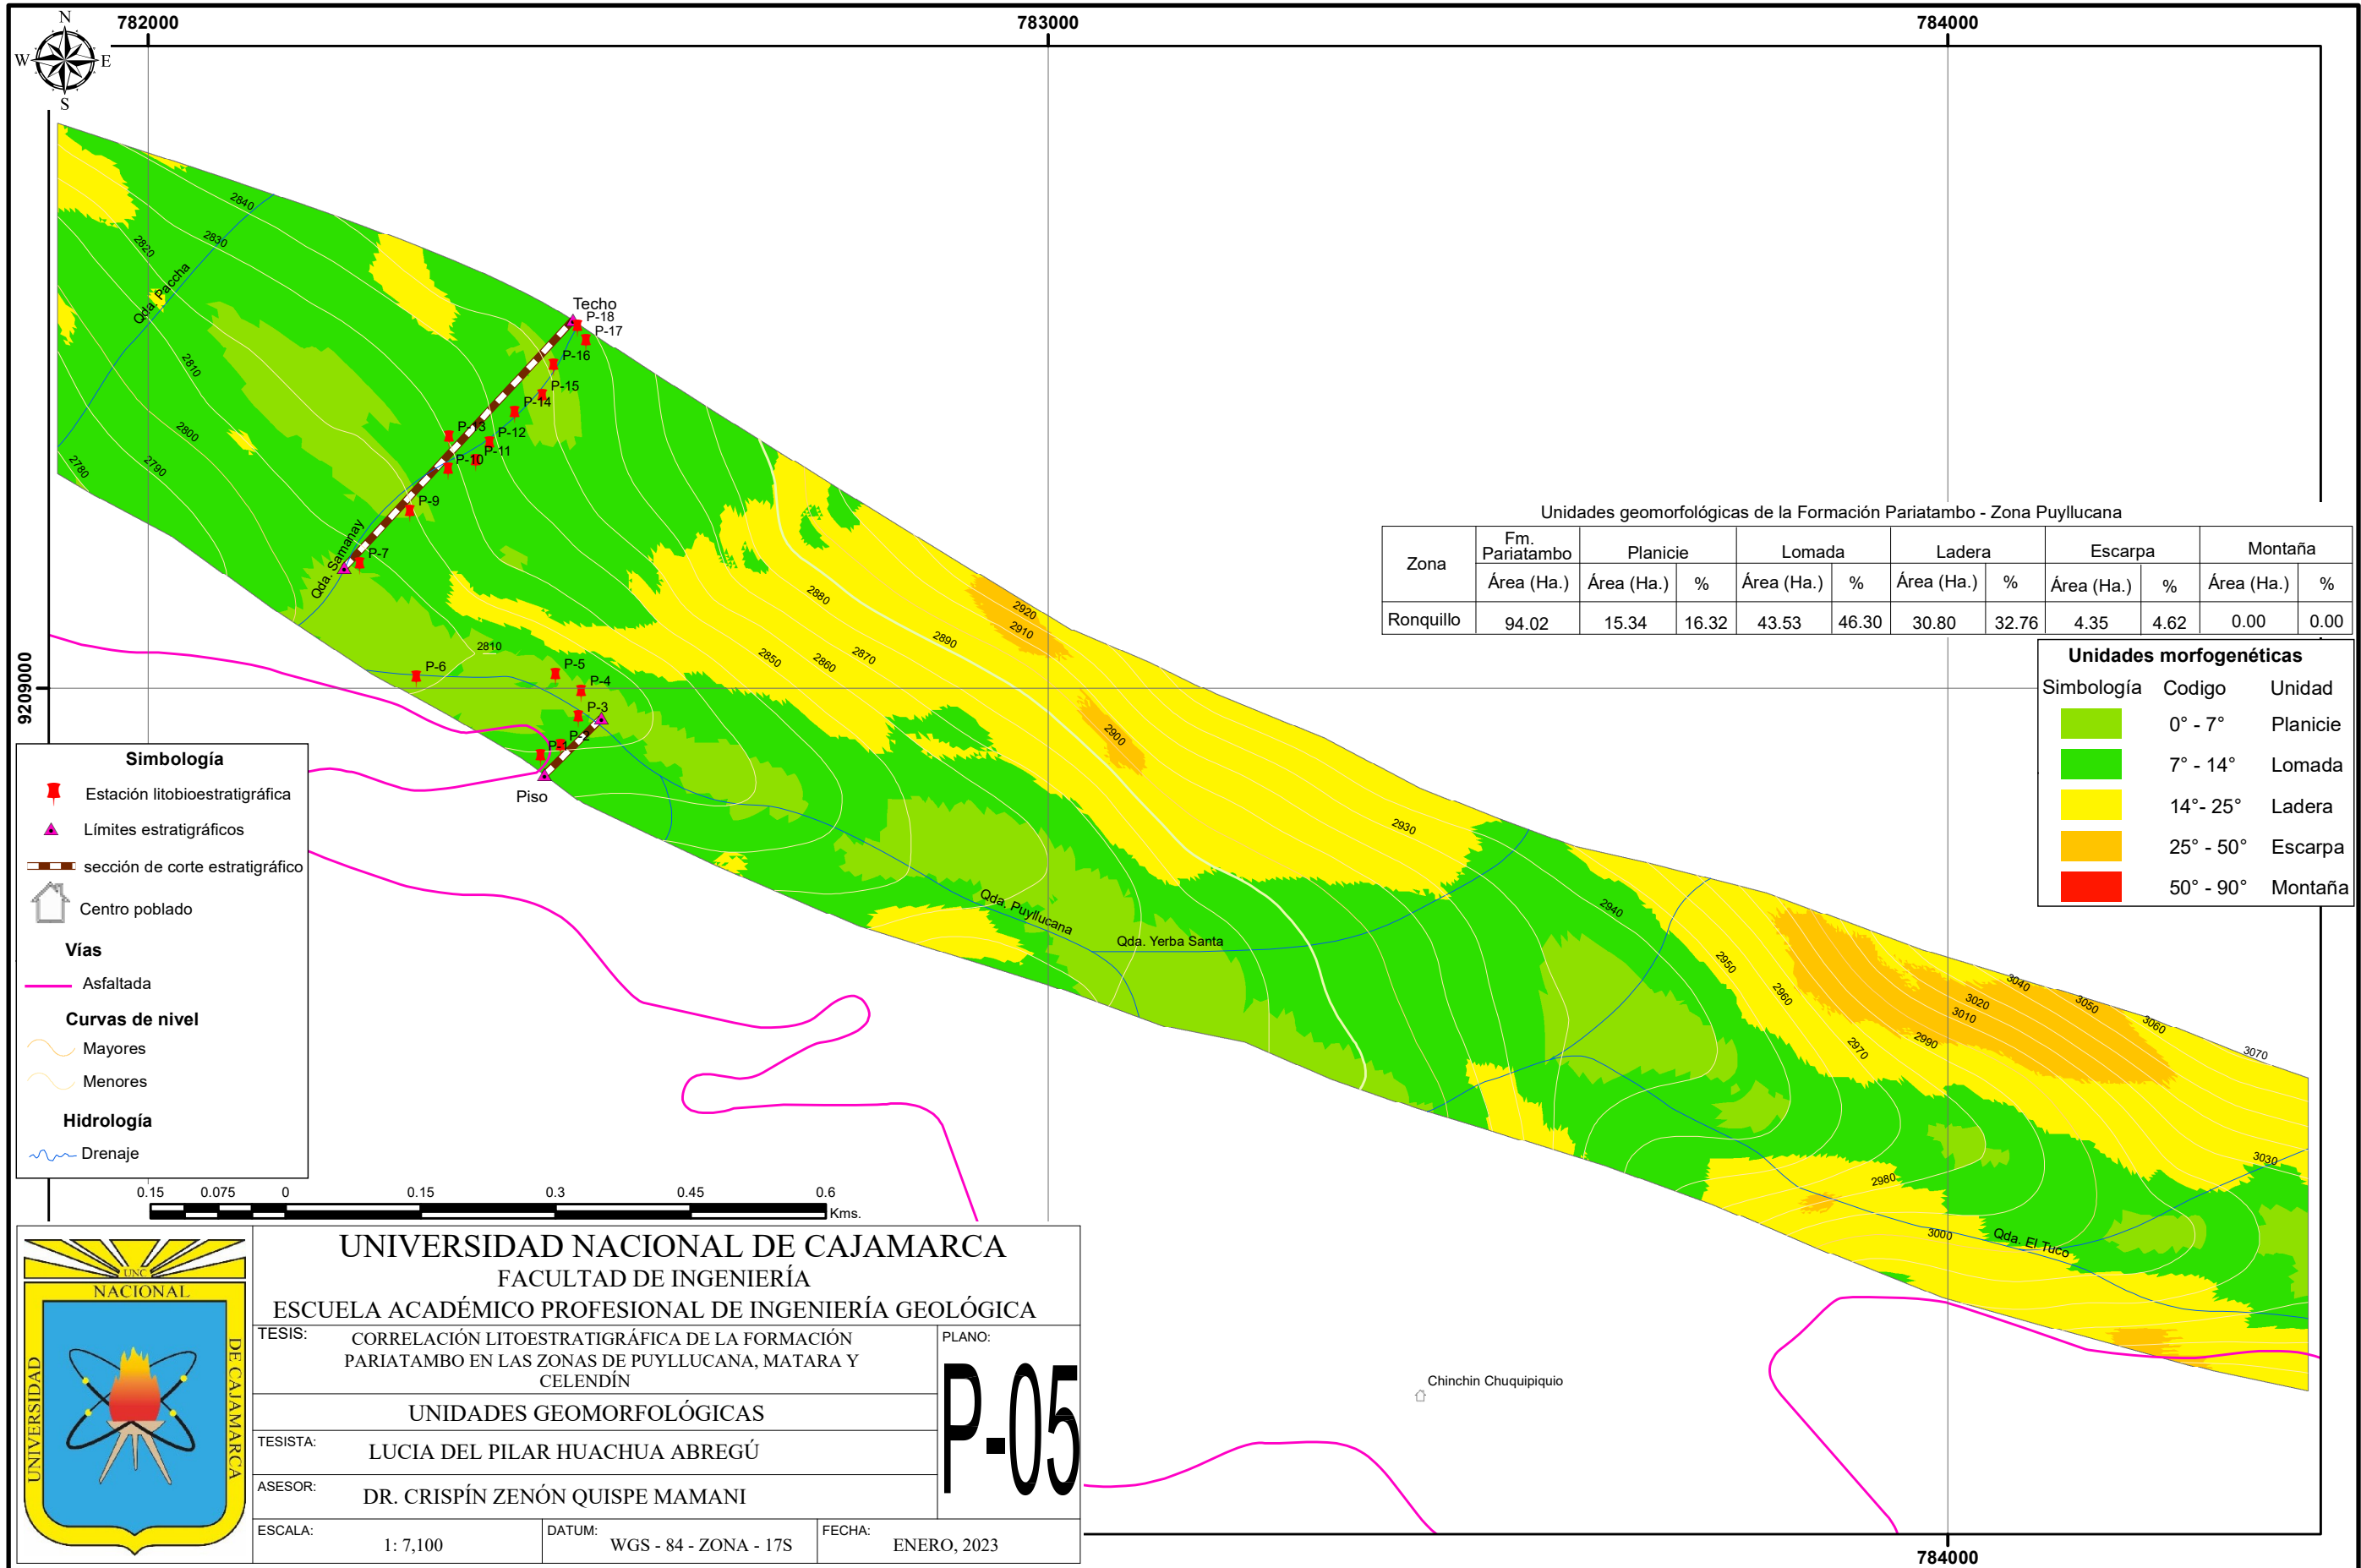 782000
783000
784000
N
W
E
S
2840
2830
2820
Qda. Paccha
2810
2800
2790
2780
Techo
P-18
P-17
P-16
P-15
P-14
P-13
P-12
P-11
P-10
P-9
P-7
Qda. Samanay
2810
P-6
P-5
P-4
P-3
P-2
P-1
Piso
2920
2910
2880
2890
2870
2860
2850
2900
2930
2940
2950
2960
2970
2980
2990
3000
3010
3020
3040
3050
3060
3070
3030
Qda. Puyllucana
Qda. Yerba Santa
Qda. El Tuco
Chinchin Chuquipiquio
9209000
784000
Unidades geomorfológicas de la Formación Pariatambo - Zona Puyllucana
Zona Fm. Pariatambo Planicie Lomada Ladera Escarpa Montaña
Área (Ha.) Área (Ha.) % Área (Ha.) % Área (Ha.) % Área (Ha.) % Área (Ha.) %
Ronquillo 94.02 15.34 16.32 43.53 46.30 30.80 32.76 4.35 4.62 0.00 0.00
Unidades morfogenéticas
Simbología Codigo Unidad
0° - 7° Planicie
7° - 14° Lomada
14°- 25° Ladera
25° - 50° Escarpa
50° - 90° Montaña
Simbología
Estación litobioestratigráfica
Límites estratigráficos
sección de corte estratigráfico
Centro poblado
Vías
Asfaltada
Curvas de nivel
Mayores
Menores
Hidrología
Drenaje
0.15 0.075 0 0.15 0.3 0.45 0.6
Kms.
UNC
NACIONAL
UNIVERSIDAD
DE CAJAMARCA
UNIVERSIDAD NACIONAL DE CAJAMARCA
FACULTAD DE INGENIERÍA
ESCUELA ACADÉMICO PROFESIONAL DE INGENIERÍA GEOLÓGICA
TESIS: CORRELACIÓN LITOESTRATIGRÁFICA DE LA FORMACIÓN
PARIATAMBO EN LAS ZONAS DE PUYLLUCANA, MATARA Y
CELENDÍN
PLANO:
P-05
UNIDADES GEOMORFOLÓGICAS
TESISTA: LUCIA DEL PILAR HUACHUA ABREGÚ
ASESOR: DR. CRISPÍN ZENÓN QUISPE MAMANI
ESCALA: 1: 7,100
DATUM: WGS - 84 - ZONA - 17S
FECHA: ENERO, 2023